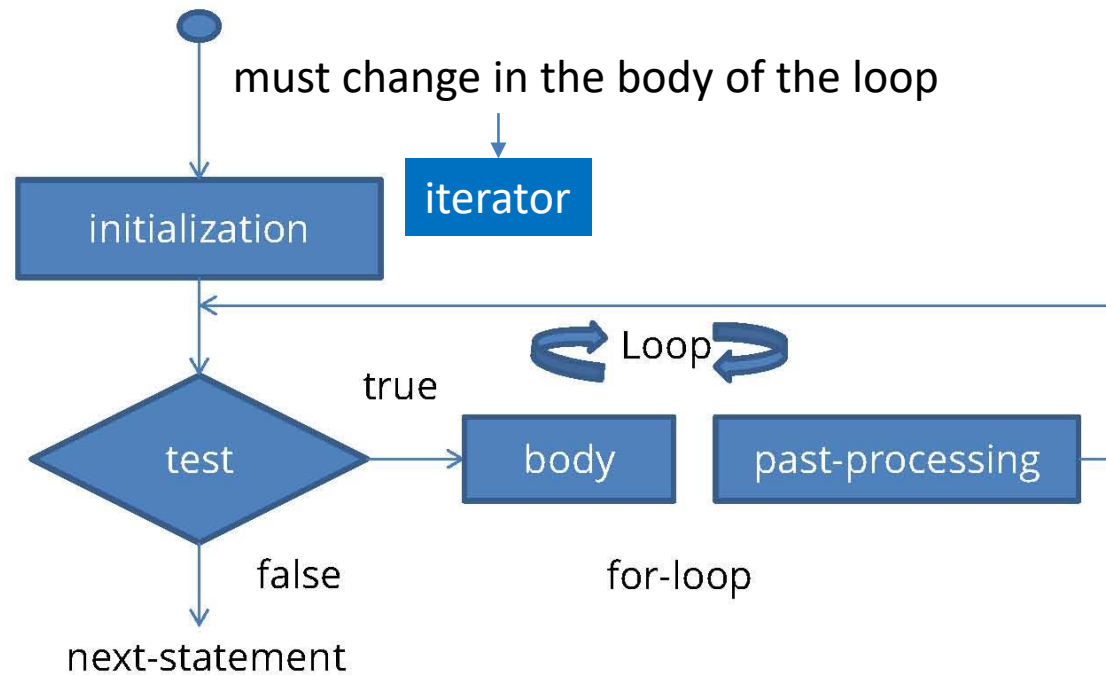 must change in the body of the loop
iterator
initialization
Loop
true
test
body
past-processing
false
for-loop
next-statement